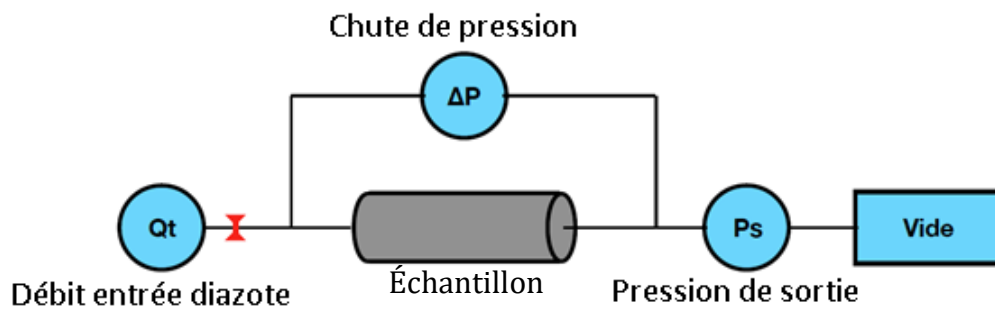 Chute de pression
ΔP
Qt
Ps
Vide
Échantillon
Débit entrée diazote
Pression de sortie